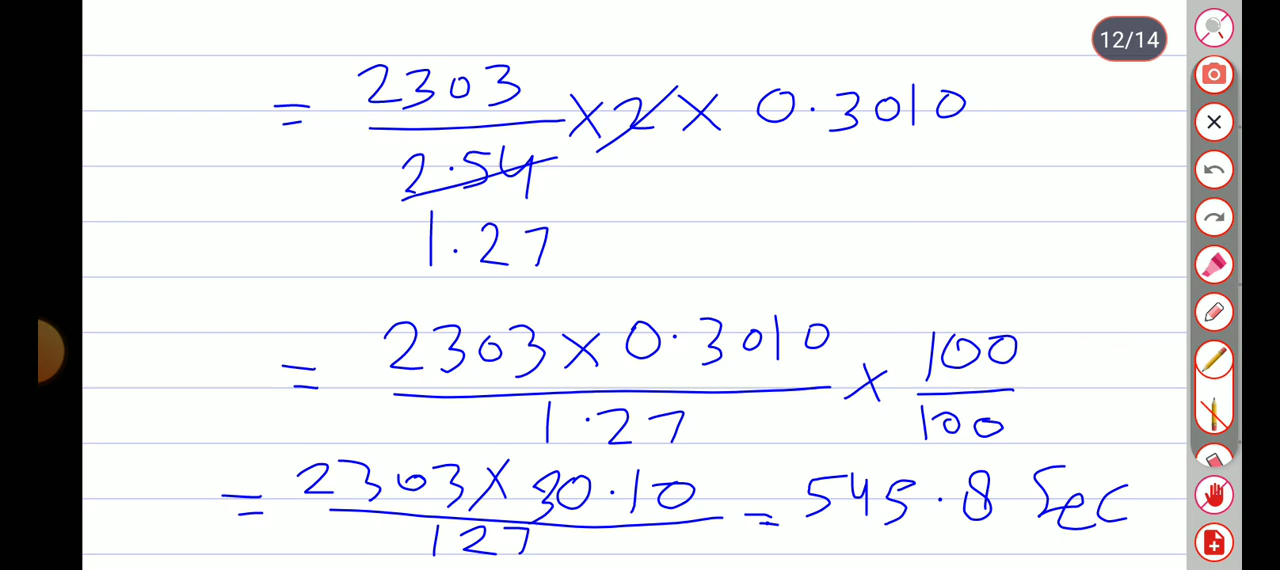 12/14
= 2303/2.54 × 2 × 0.3010
1.27
= 2303 × 0.3010/1.27 × 100/100
= 2303 × 30.10/127 = 545.8 Sec